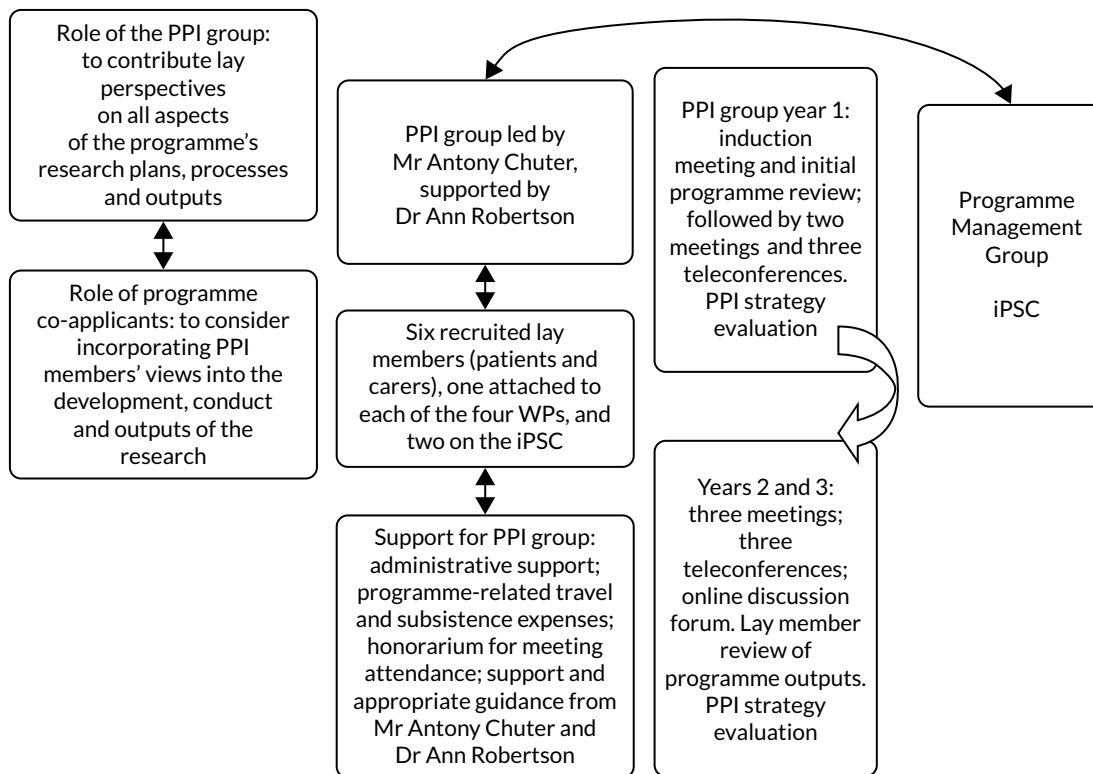 Role of the PPI group:
to contribute lay
perspectives
on all aspects
of the programme’s
research plans, processes
and outputs
Role of programme
co-applicants: to consider
incorporating PPI
members’ views into the
development, conduct
and outputs of the
research
PPI group led by
Mr Antony Chuter,
supported by
Dr Ann Robertson
Six recruited lay
members (patients and
carers), one attached to
each of the four WPs, and
two on the iPSC
Support for PPI group:
administrative support;
programme-related travel
and subsistence expenses;
honorarium for meeting
attendance; support and
appropriate guidance from
Mr Antony Chuter and
Dr Ann Robertson
PPI group year 1:
induction
meeting and initial
programme review;
followed by two
meetings and three
teleconferences.
PPI strategy
evaluation
Years 2 and 3:
three meetings;
three
teleconferences;
online discussion
forum. Lay member
review of
programme outputs.
PPI strategy
evaluation
Programme
Management
Group
iPSC